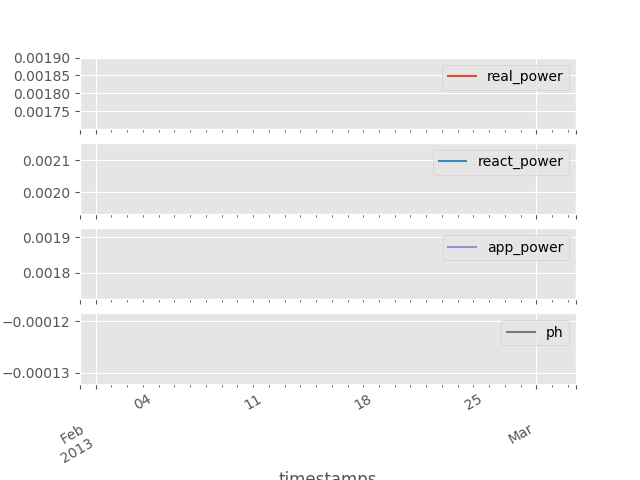 0.00190
0.00185
0.00180
0.00175
real_power
0.0021
0.0020
react_power
0.0019
0.0018
app_power
−0.00012
−0.00013
ph
Feb
2013
04
11
18
25
Mar
timestamps